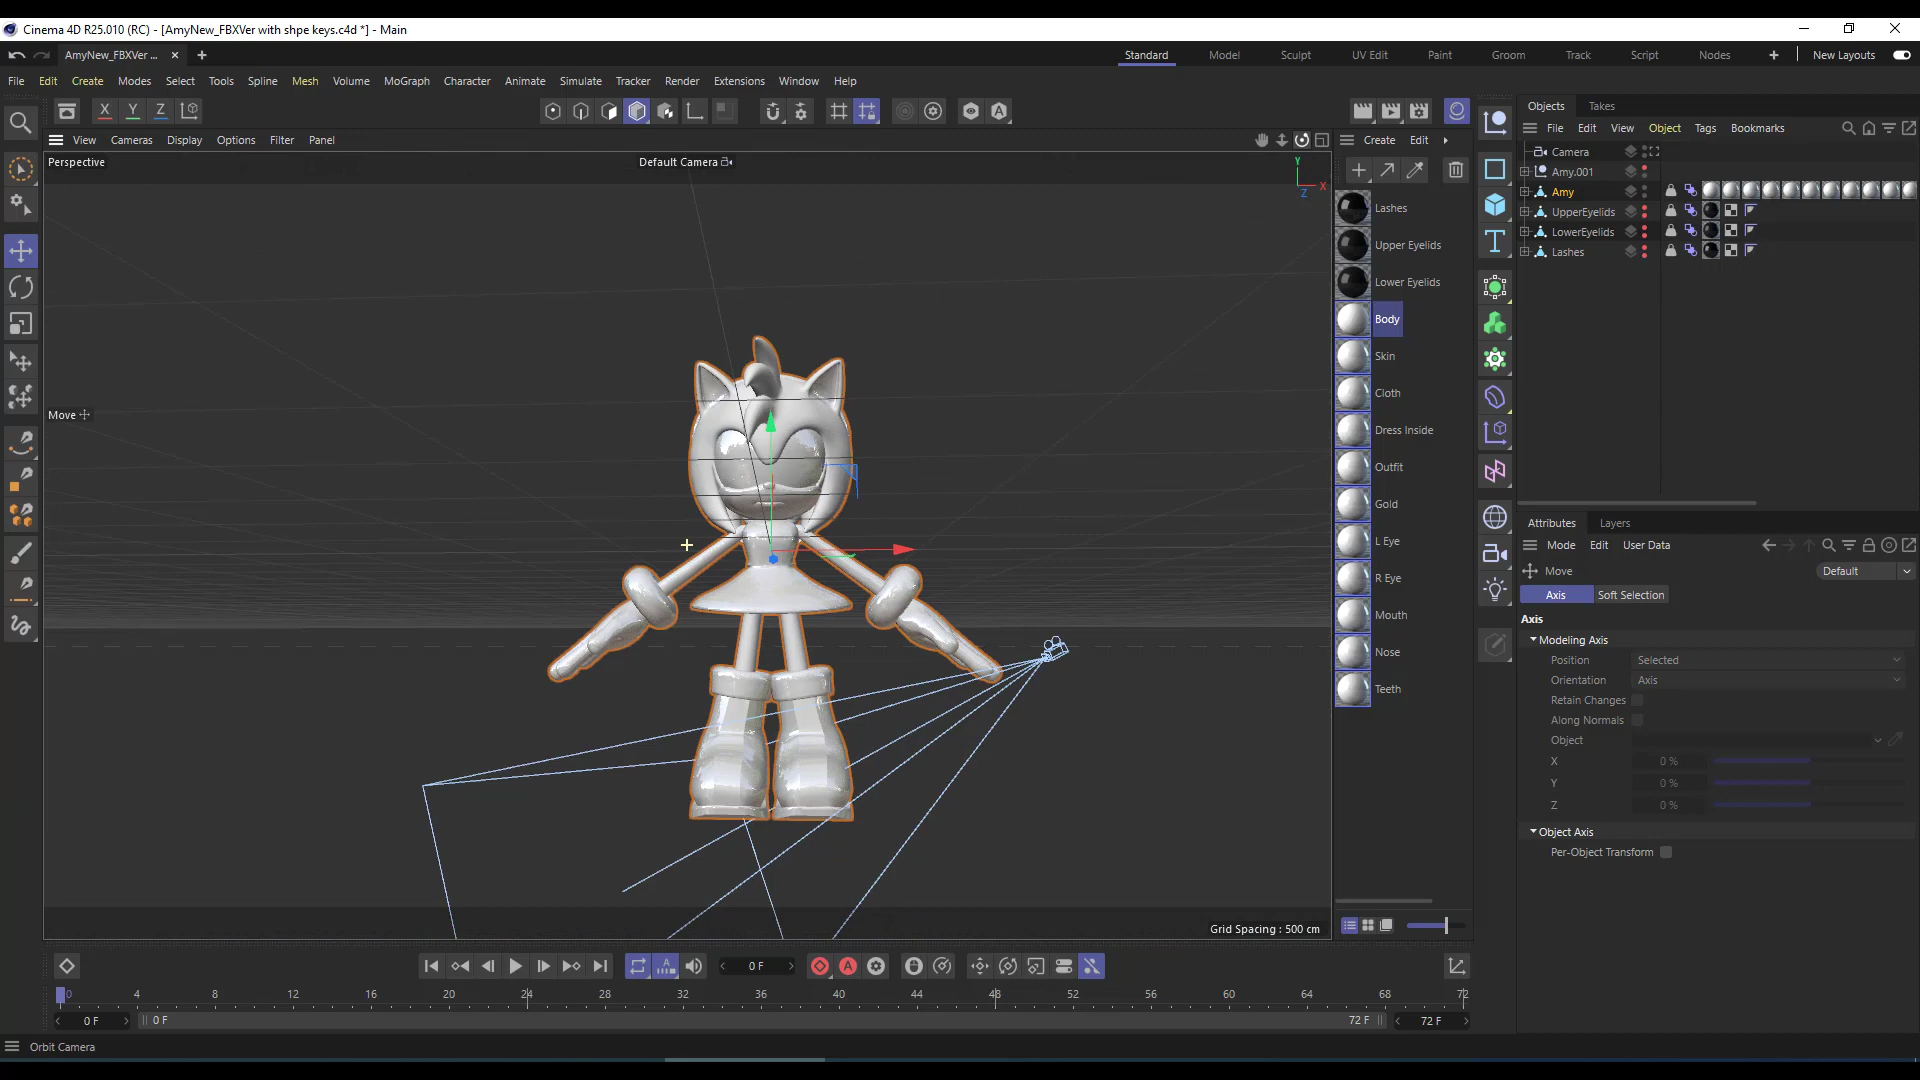 Cinema 4D R25.010 (RC) - [AmyNew_FBXVer with shpe keys.c4d *] - Main
AmyNew_FBXVer ...
Standard
Model
Sculpt
UV Edit
Paint
Groom
Track
Script
Nodes
New Layouts
File Edit Create Modes Select Tools Spline Mesh Volume MoGraph Character Animate Simulate Tracker Render Extensions Window Help
X Y Z
View Cameras Display Options Filter Panel
Perspective
Default Camera
Y
X
Z
Move
Grid Spacing : 500 cm
Create Edit
Lashes
Upper Eyelids
Lower Eyelids
Body
Skin
Cloth
Dress Inside
Outfit
Gold
L Eye
R Eye
Mouth
Nose
Teeth
Objects Takes
File Edit View Object Tags Bookmarks
Camera
Amy.001
Amy
UpperEyelids
LowerEyelids
Lashes
Attributes Layers
Mode Edit User Data
Move
Default
Axis
Soft Selection
Axis
Modeling Axis
Position Selected
Orientation Axis
Retain Changes
Along Normals
Object
X 0 %
Y 0 %
Z 0 %
Object Axis
Per-Object Transform
0 F
0 4 8 12 16 20 24 28 32 36 40 44 48 52 56 60 64 68 72
0 F
0 F
72 F
72 F
Orbit Camera